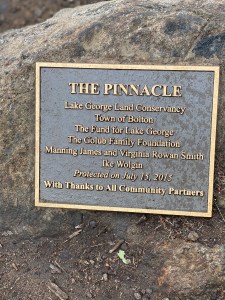 THE PINNACLE
Lake George Land Conservancy
Town of Bolton
The Fund for Lake George
The Golub Family Foundation
Manning James and Virginia Rowan Smith
Ike Wolgin
Protected on July 15, 2015
With Thanks to All Community Partners